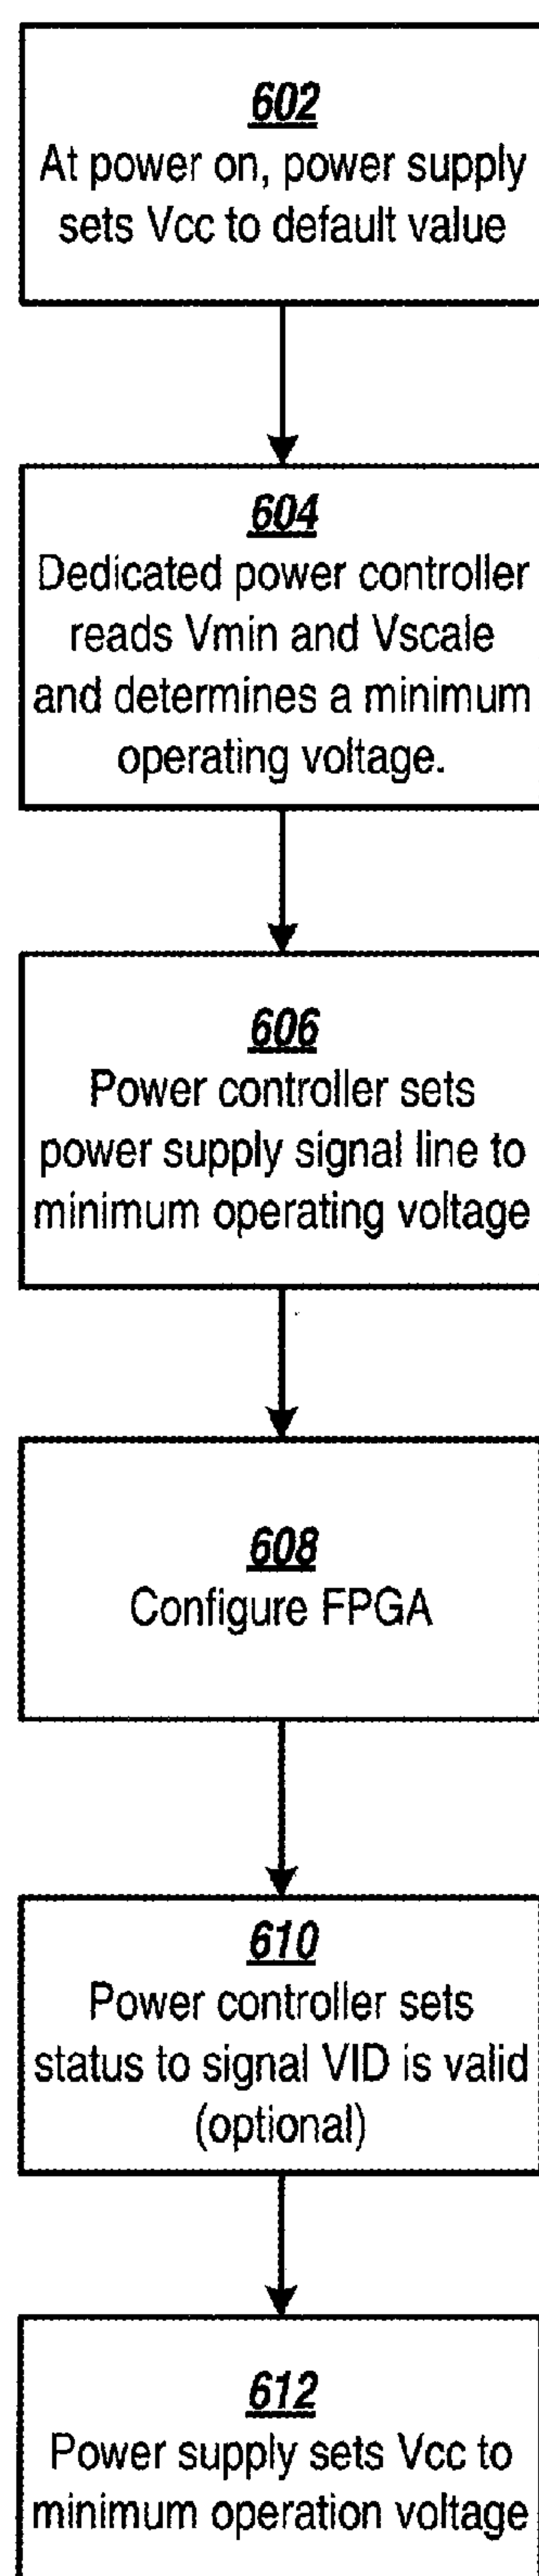 602
At power on, power supply
sets Vcc to default value
604
Dedicated power controller
reads Vmin and Vscale
and determines a minimum
operating voltage.
606
Power controller sets
power supply signal line to
minimum operating voltage
608
Configure FPGA
610
Power controller sets
status to signal VID is valid
(optional)
612
Power supply sets Vcc to
minimum operation voltage